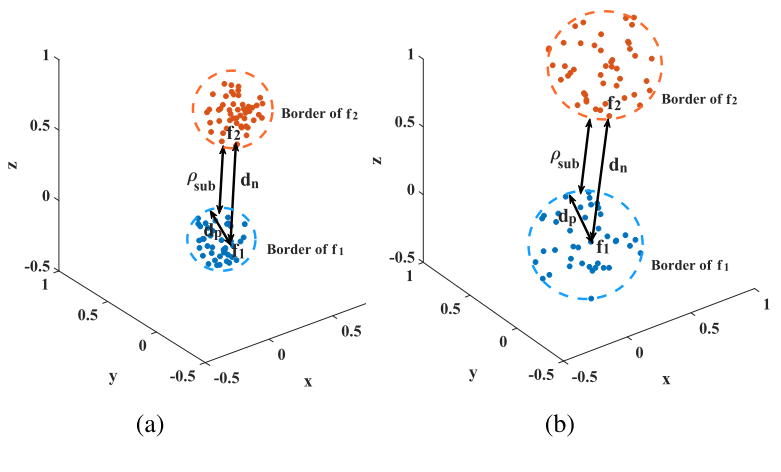 1
0.5
0
-0.5
z
1
0.5
0
-0.5
y
-0.5
0
0.5
x
f2
Border of f2
ρsub
dn
dp
f1
Border of f1
(a)
1
0.5
0
-0.5
z
1
0.5
0
-0.5
y
-0.5
0
0.5
1
x
f2
Border of f2
ρsub
dn
dp
f1
Border of f1
(b)